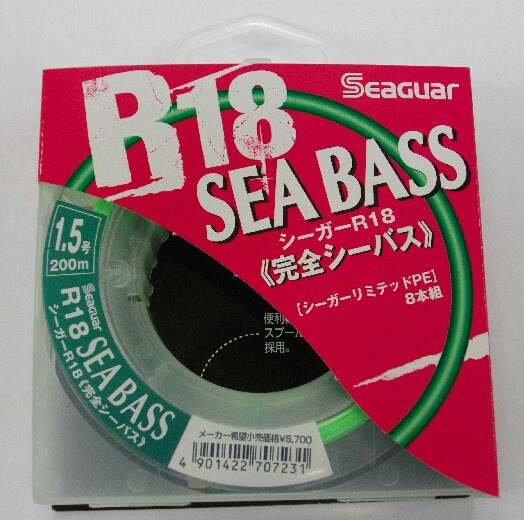 R18
Seaguar
SEA BASS
シーガーR18
《完全シーバス》
[シーガーリミテッドPE]
8本組
1.5号
200m
Seaguar
R18 SEA BASS
シーガーR18《完全シーバス》
便利
スプール
採用。
メーカー希望小売価格¥5,700
4 901422 707231